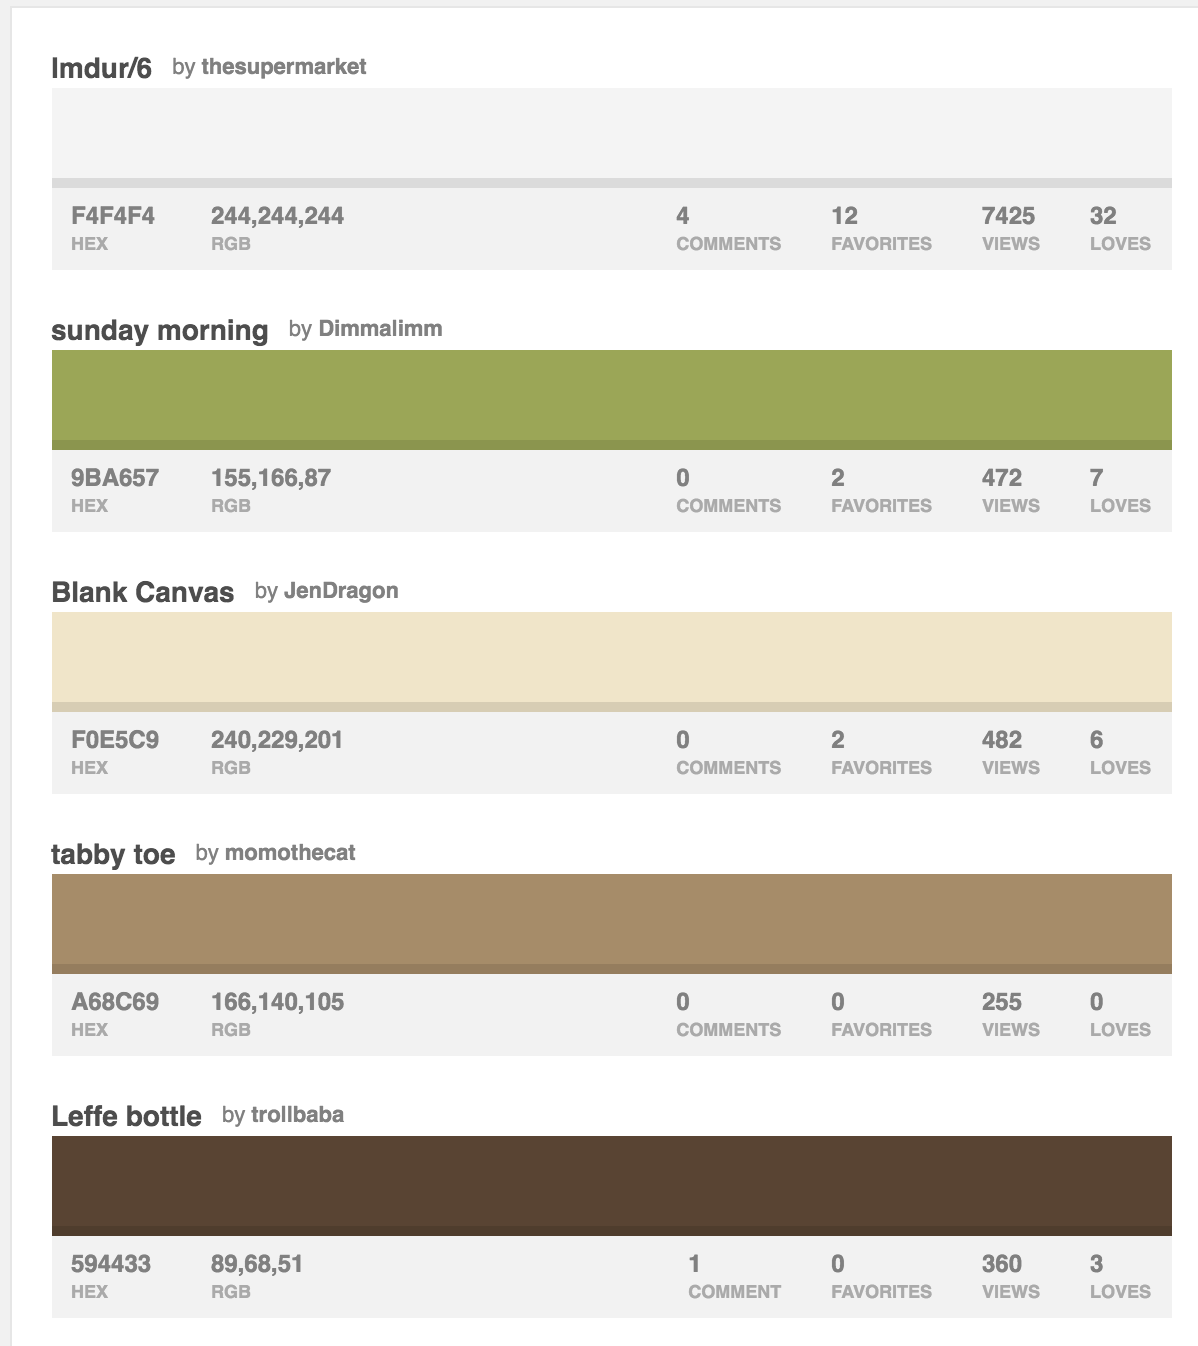 Imdur/6 by thesupermarket
F4F4F4 244,244,244 4 12 7425 32
HEX RGB COMMENTS FAVORITES VIEWS LOVES
sunday morning by Dimmalimm
9BA657 155,166,87 0 2 472 7
HEX RGB COMMENTS FAVORITES VIEWS LOVES
Blank Canvas by JenDragon
F0E5C9 240,229,201 0 2 482 6
HEX RGB COMMENTS FAVORITES VIEWS LOVES
tabby toe by momothecat
A68C69 166,140,105 0 0 255 0
HEX RGB COMMENTS FAVORITES VIEWS LOVES
Leffe bottle by trollbaba
594433 89,68,51 1 0 360 3
HEX RGB COMMENT FAVORITES VIEWS LOVES